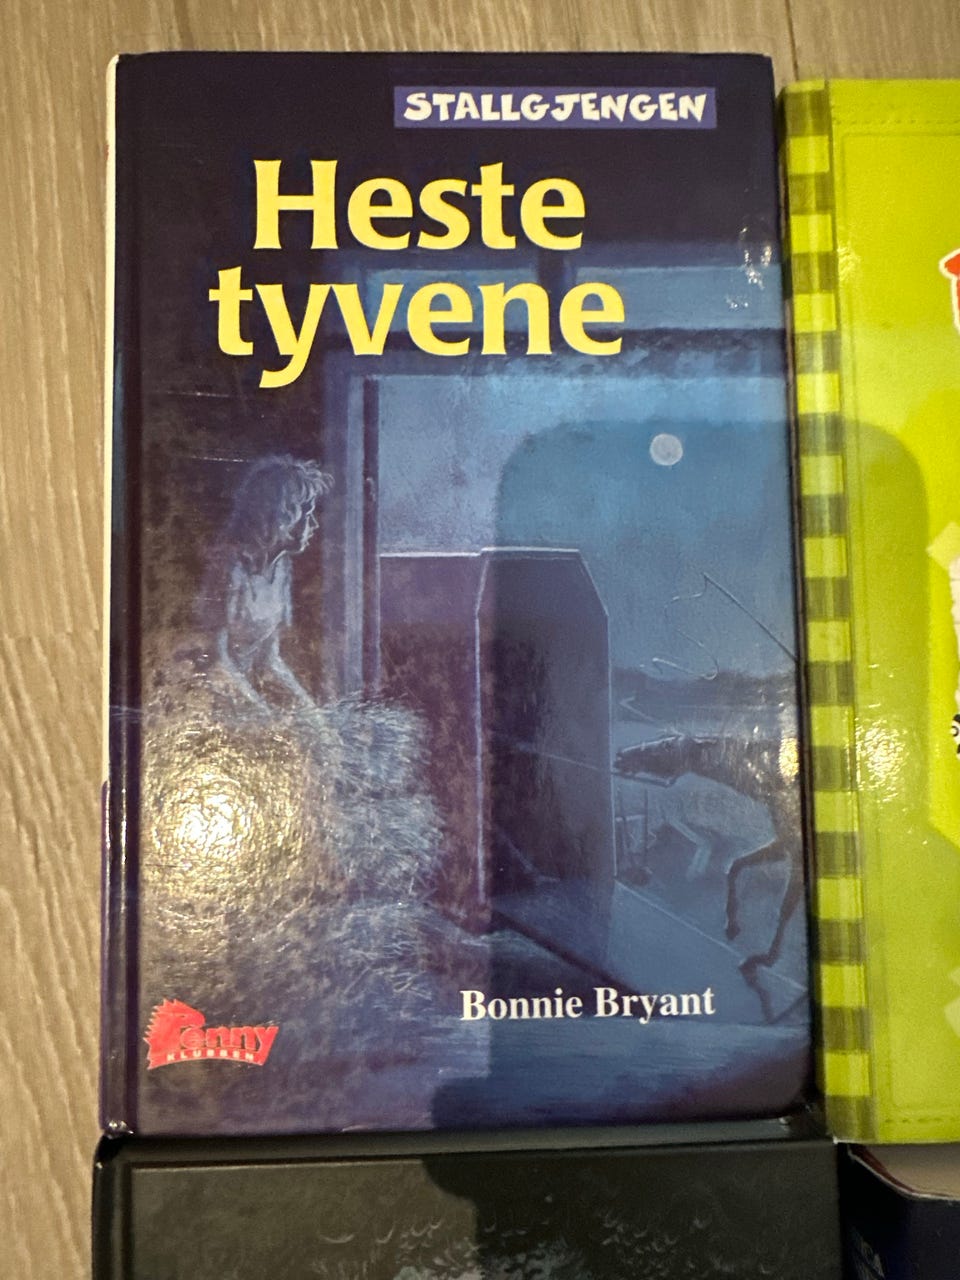 STALLGJENGEN
Heste
tyvene
Bonnie Bryant
Penny
KLUBBEN